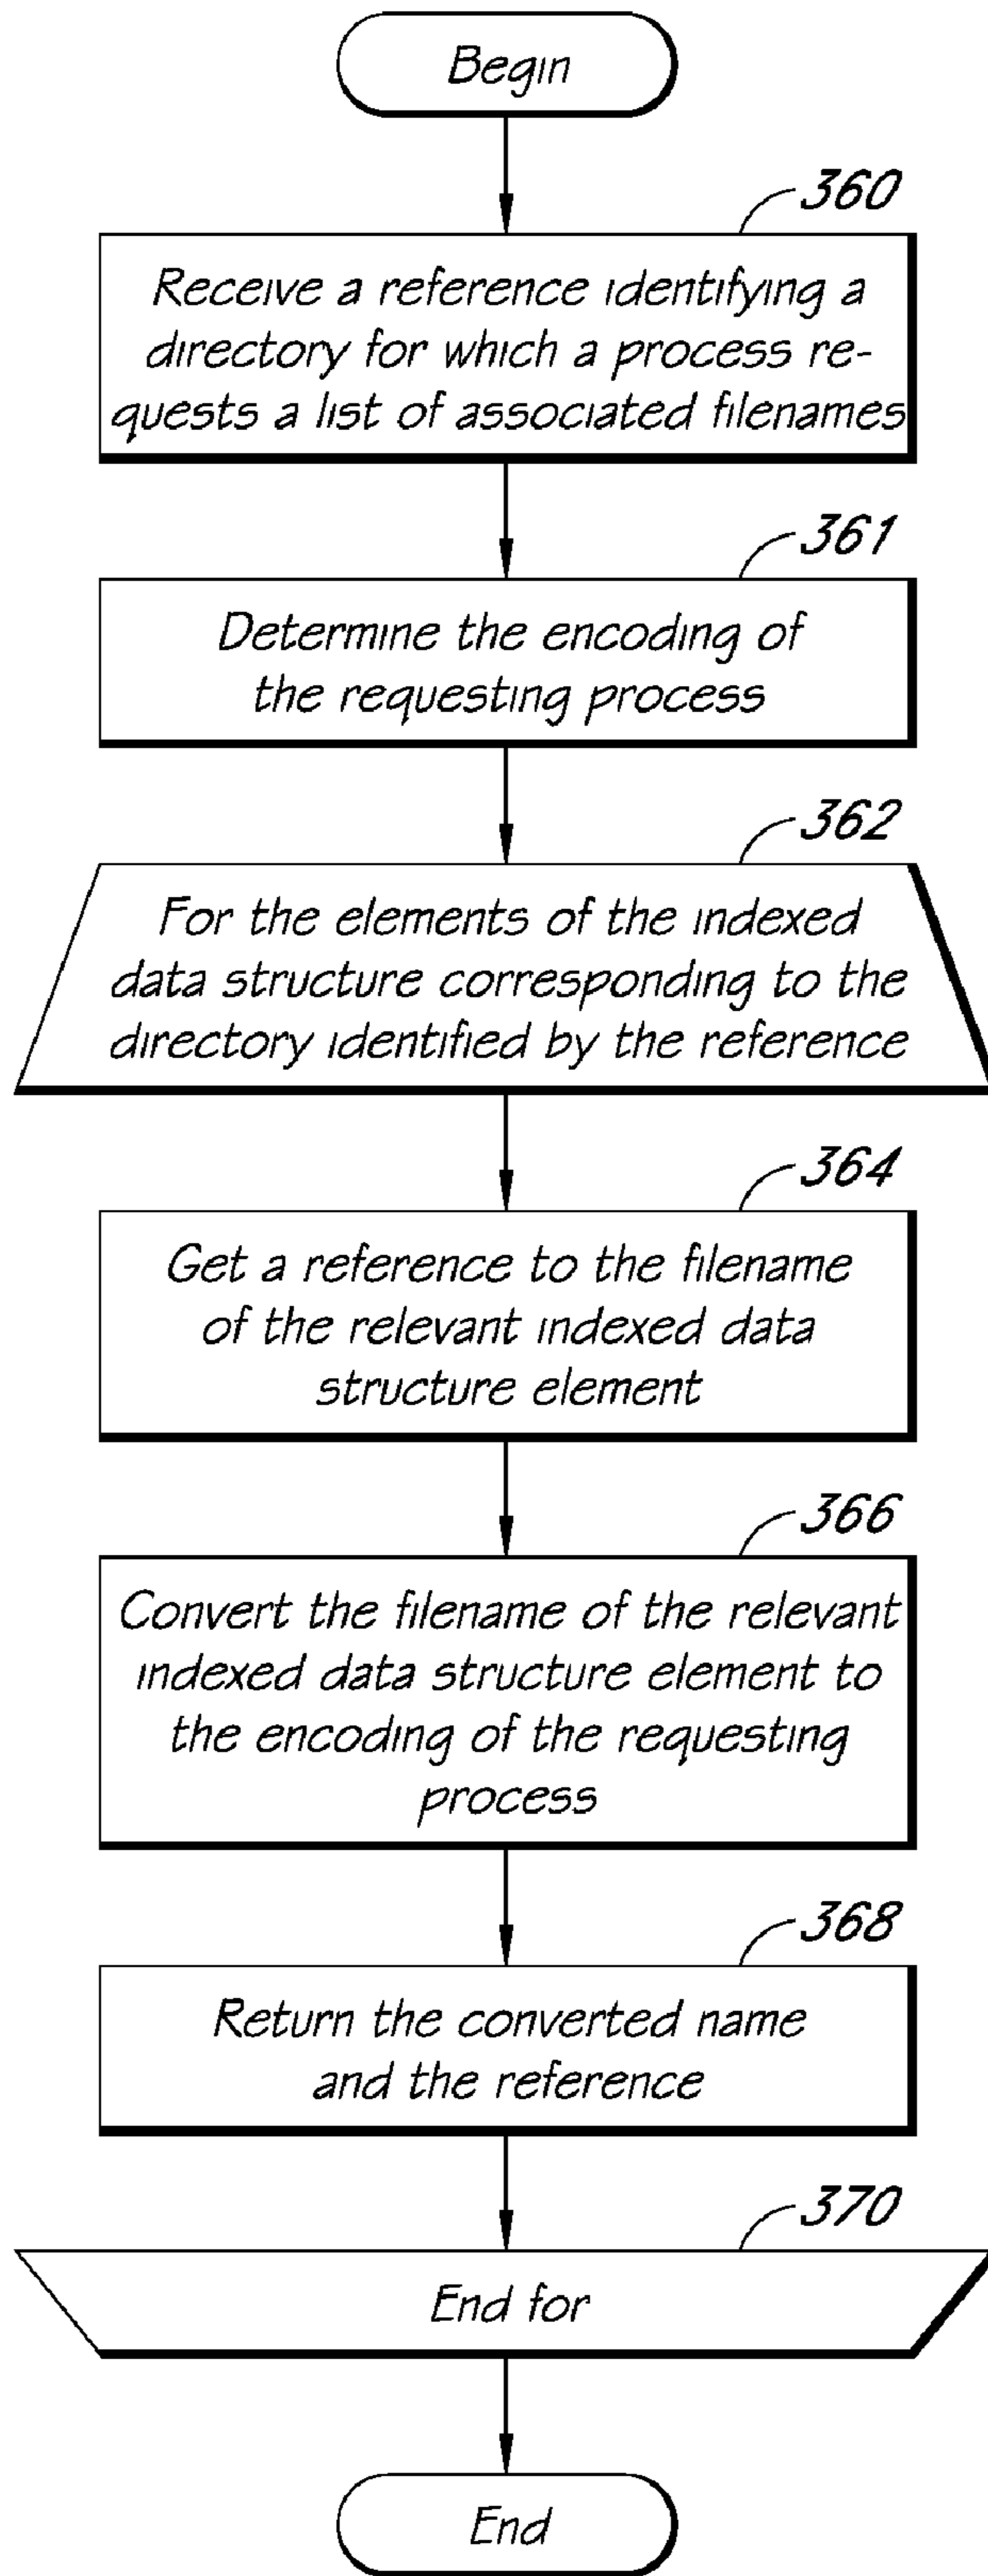 Begin
360
Receive a reference identifying a
directory for which a process re-
quests a list of associated filenames
361
Determine the encoding of
the requesting process
362
For the elements of the indexed
data structure corresponding to the
directory identified by the reference
364
Get a reference to the filename
of the relevant indexed data
structure element
366
Convert the filename of the relevant
indexed data structure element to
the encoding of the requesting
process
368
Return the converted name
and the reference
370
End for
End